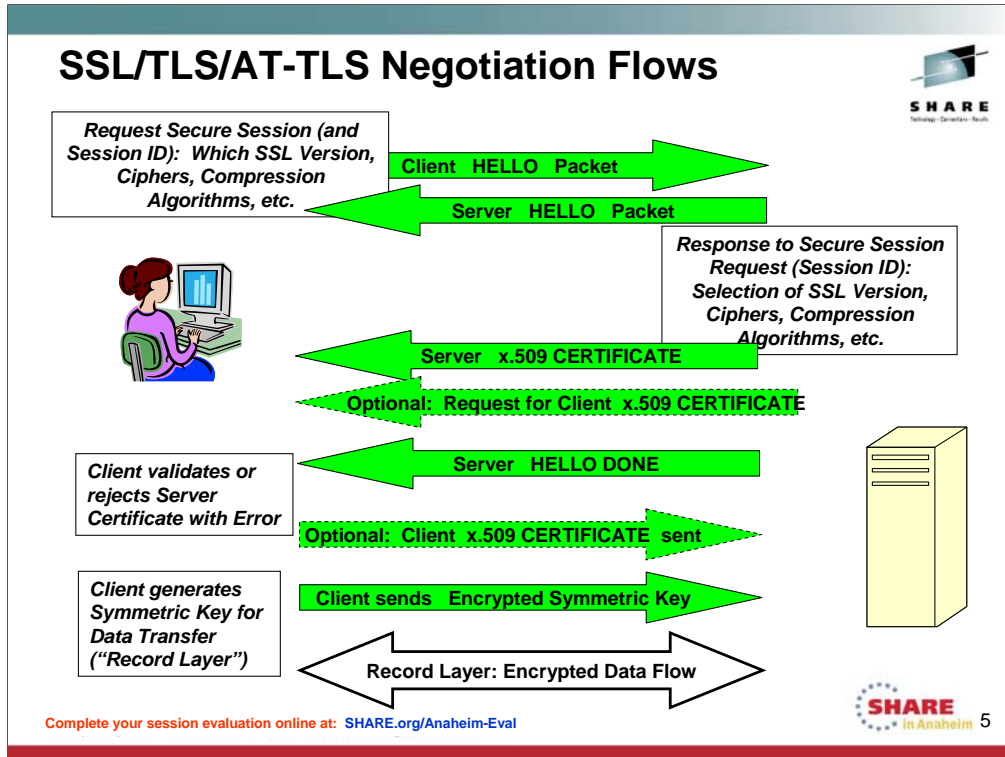 SSL/TLS/AT-TLS Negotiation Flows
SHARE
Technology • Connections • Results
Request Secure Session (and
Session ID): Which SSL Version,
Ciphers, Compression
Algorithms, etc.
Client HELLO Packet
Server HELLO Packet
Response to Secure Session
Request (Session ID):
Selection of SSL Version,
Ciphers, Compression
Algorithms, etc.
Server x.509 CERTIFICATE
Optional: Request for Client x.509 CERTIFICATE
Server HELLO DONE
Client validates or
rejects Server
Certificate with Error
Optional: Client x.509 CERTIFICATE sent
Client generates
Symmetric Key for
Data Transfer
(“Record Layer”)
Client sends Encrypted Symmetric Key
Record Layer: Encrypted Data Flow
Complete your session evaluation online at: SHARE.org/Anaheim-Eval
SHARE
in Anaheim
5